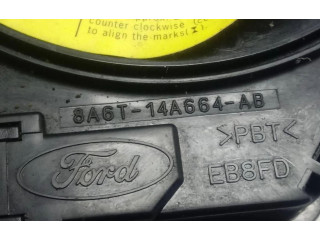 counter clockwise
to align the marks(
8A6T-14A664-AB
Ford
>PBT<
EB8FD